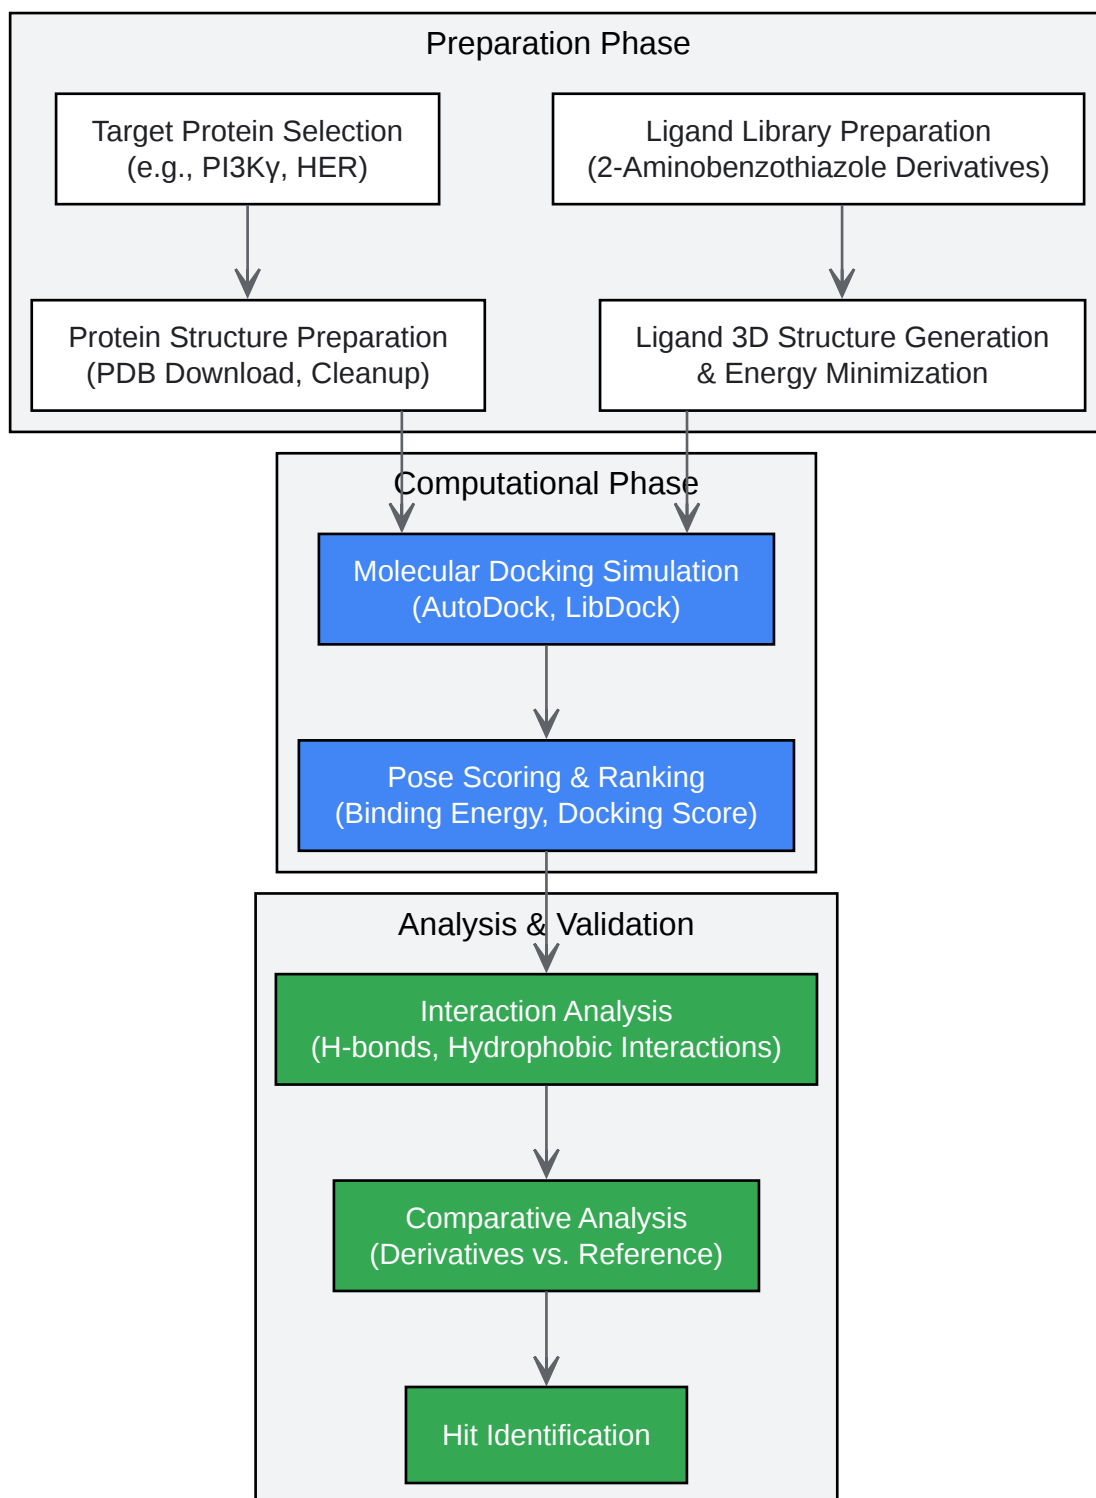 Preparation Phase
Target Protein Selection
(e.g., PI3Kγ, HER)
Ligand Library Preparation
(2-Aminobenzothiazole Derivatives)
Protein Structure Preparation
(PDB Download, Cleanup)
Ligand 3D Structure Generation
& Energy Minimization
Computational Phase
Molecular Docking Simulation
(AutoDock, LibDock)
Pose Scoring & Ranking
(Binding Energy, Docking Score)
Analysis & Validation
Interaction Analysis
(H-bonds, Hydrophobic Interactions)
Comparative Analysis
(Derivatives vs. Reference)
Hit Identification